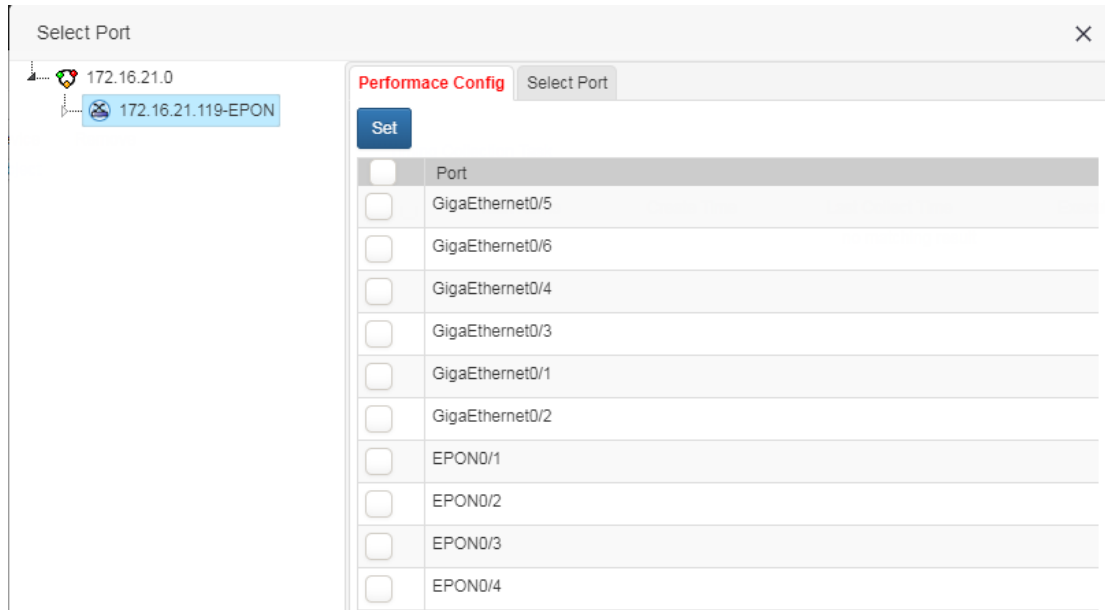 Select Port
172.16.21.0
172.16.21.119-EPON
Performace Config
Select Port
Set
Port
GigaEthernet0/5
GigaEthernet0/6
GigaEthernet0/4
GigaEthernet0/3
GigaEthernet0/1
GigaEthernet0/2
EPON0/1
EPON0/2
EPON0/3
EPON0/4